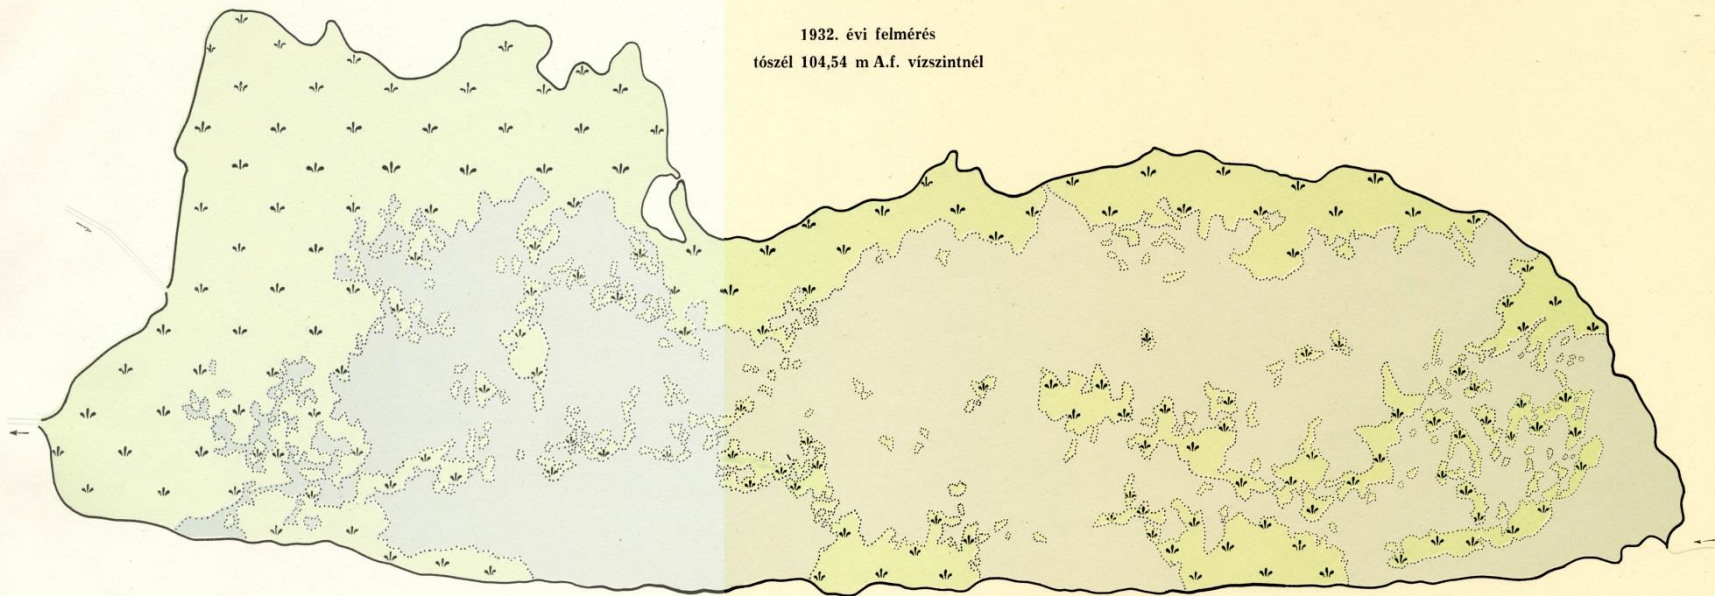 1932. évi felmérés
tószél 104,54 m A.f. vízszintnél